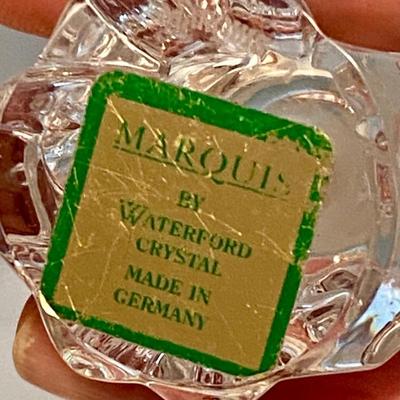 MARQUIS
BY
WATERFORD
CRYSTAL
MADE IN
GERMANY